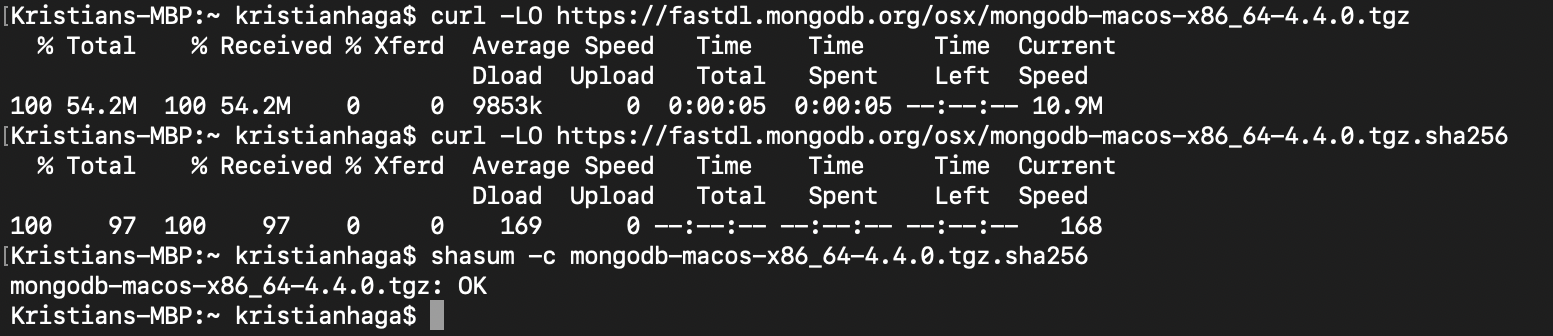 [Kristians-MBP:~ kristianhaga$ curl -LO https://fastdl.mongodb.org/osx/mongodb-macos-x86_64-4.4.0.tgz
  % Total    % Received % Xferd  Average Speed   Time    Time     Time  Current
                                 Dload  Upload   Total   Spent    Left  Speed
100 54.2M  100 54.2M    0     0  9853k      0  0:00:05  0:00:05 --:--:-- 10.9M
[Kristians-MBP:~ kristianhaga$ curl -LO https://fastdl.mongodb.org/osx/mongodb-macos-x86_64-4.4.0.tgz.sha256
  % Total    % Received % Xferd  Average Speed   Time    Time     Time  Current
                                 Dload  Upload   Total   Spent    Left  Speed
100    97  100    97    0     0    169      0 --:--:-- --:--:-- --:--:--   168
[Kristians-MBP:~ kristianhaga$ shasum -c mongodb-macos-x86_64-4.4.0.tgz.sha256
mongodb-macos-x86_64-4.4.0.tgz: OK
Kristians-MBP:~ kristianhaga$